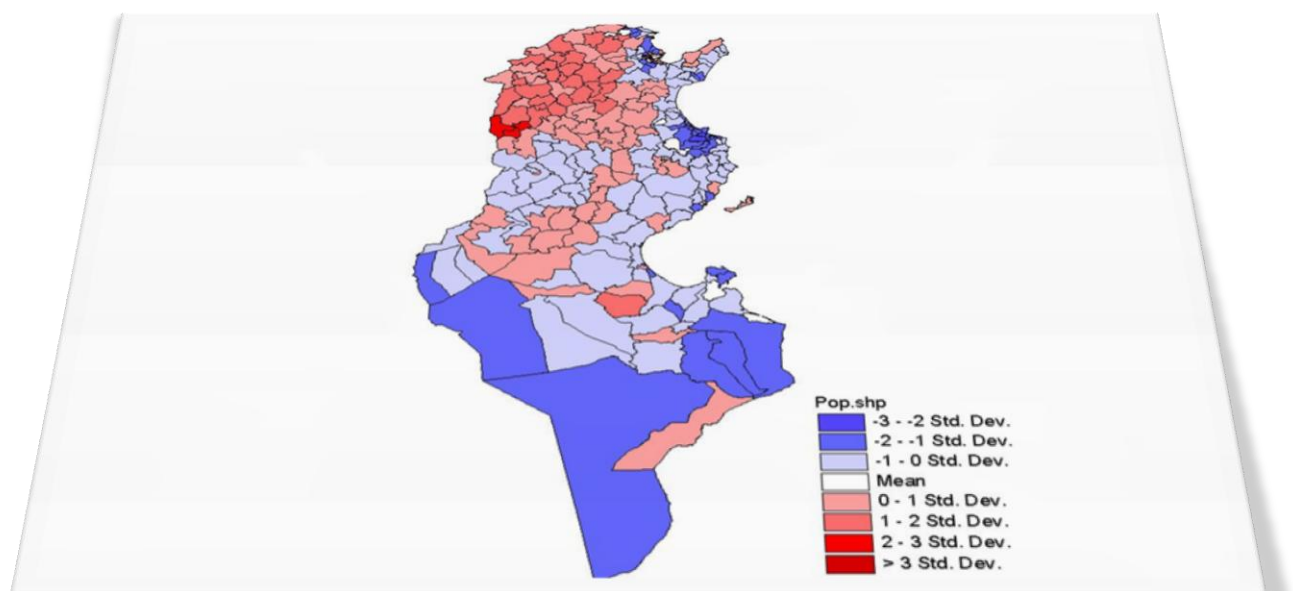 Pop.shp
-3 - -2 Std. Dev.
-2 - -1 Std. Dev.
-1 - 0 Std. Dev.
Mean
0 - 1 Std. Dev.
1 - 2 Std. Dev.
2 - 3 Std. Dev.
> 3 Std. Dev.